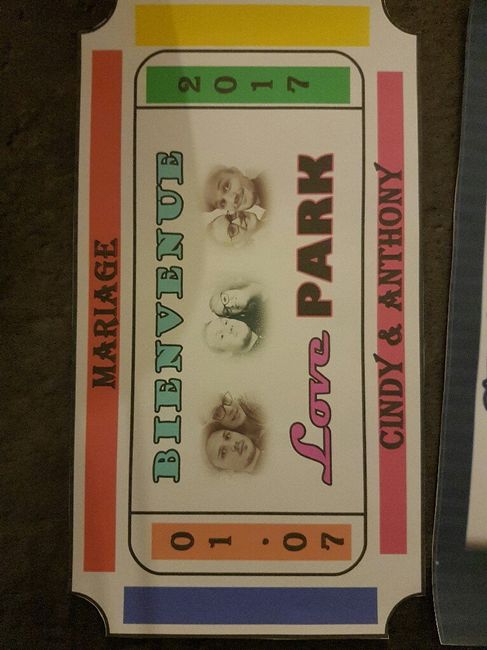 MARIAGE
01.07
BIENVENUE
Love PARK
2017
CINDY & ANTHONY